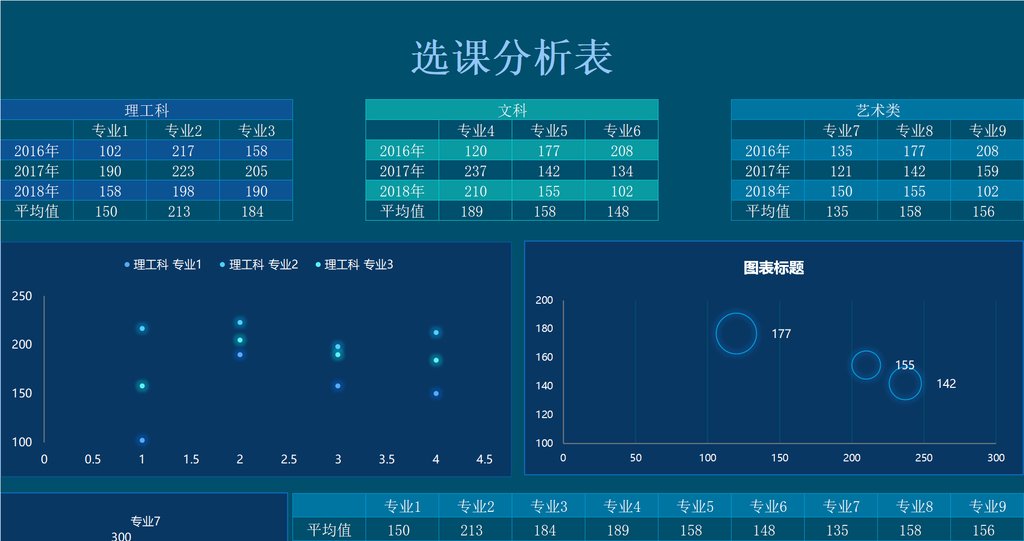 选课分析表
理工科
专业1 专业2 专业3
2016年 102 217 158
2017年 190 223 205
2018年 158 198 190
平均值 150 213 184
文科
专业4 专业5 专业6
2016年 120 177 208
2017年 237 142 134
2018年 210 155 102
平均值 189 158 148
艺术类
专业7 专业8 专业9
2016年 135 177 208
2017年 121 142 159
2018年 150 155 102
平均值 135 158 156
理工科 专业1 理工科 专业2 理工科 专业3
250
200
150
100
0 0.5 1 1.5 2 2.5 3 3.5 4 4.5
图表标题
200
180
160
140
120
100
177
155
142
0 50 100 150 200 250 300
专业7
300
专业1 专业2 专业3 专业4 专业5 专业6 专业7 专业8 专业9
平均值 150 213 184 189 158 148 135 158 156